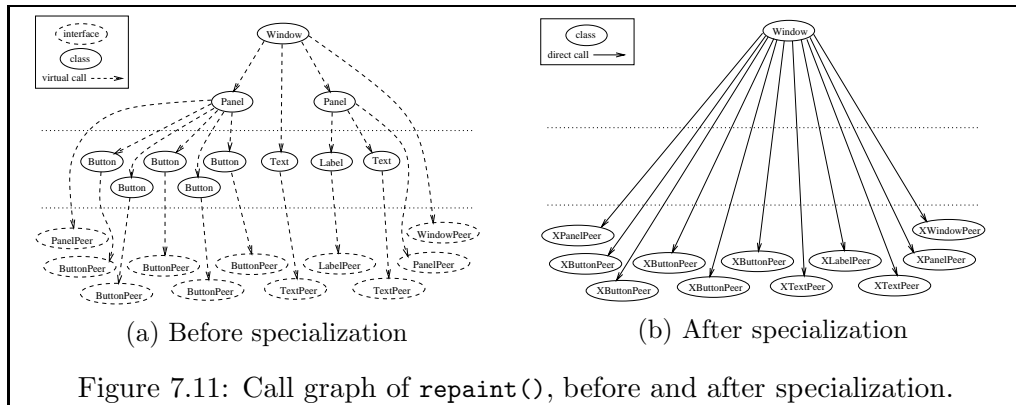 interface
class
virtual call
Window
Panel Panel
Button Button Button Text Label Text
Button Button
PanelPeer WindowPeer
ButtonPeer ButtonPeer ButtonPeer LabelPeer PanelPeer
ButtonPeer ButtonPeer TextPeer TextPeer
(a) Before specialization
class
direct call
Window
XPanelPeer XWindowPeer
XButtonPeer XButtonPeer XButtonPeer XLabelPeer XPanelPeer
XButtonPeer XButtonPeer XTextPeer XTextPeer
(b) After specialization
Figure 7.11: Call graph of repaint(), before and after specialization.